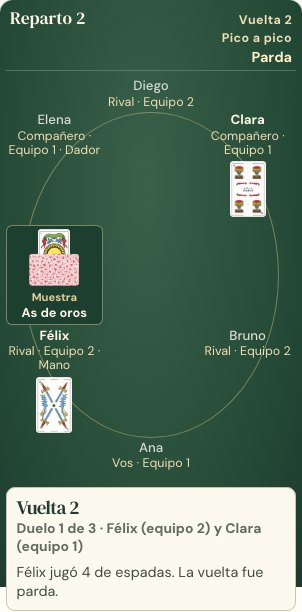 Reparto 2
Vuelta 2
Pico a pico
Parda
Diego
Rival · Equipo 2
Elena
Compañero ·
Equipo 1 · Dador
Clara
Compañero ·
Equipo 1
Muestra
As de oros
Félix
Rival · Equipo 2 ·
Mano
Bruno
Rival · Equipo 2
Ana
Vos · Equipo 1
Vuelta 2
Duelo 1 de 3 · Félix (equipo 2) y Clara
(equipo 1)
Félix jugó 4 de espadas. La vuelta fue
parda.